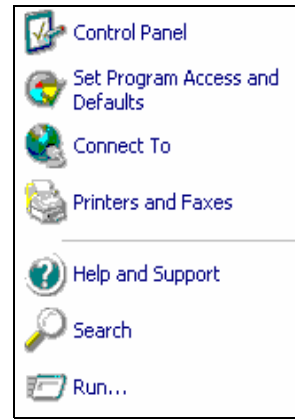 Control Panel
Set Program Access and
Defaults
Connect To
Printers and Faxes
Help and Support
Search
Run...